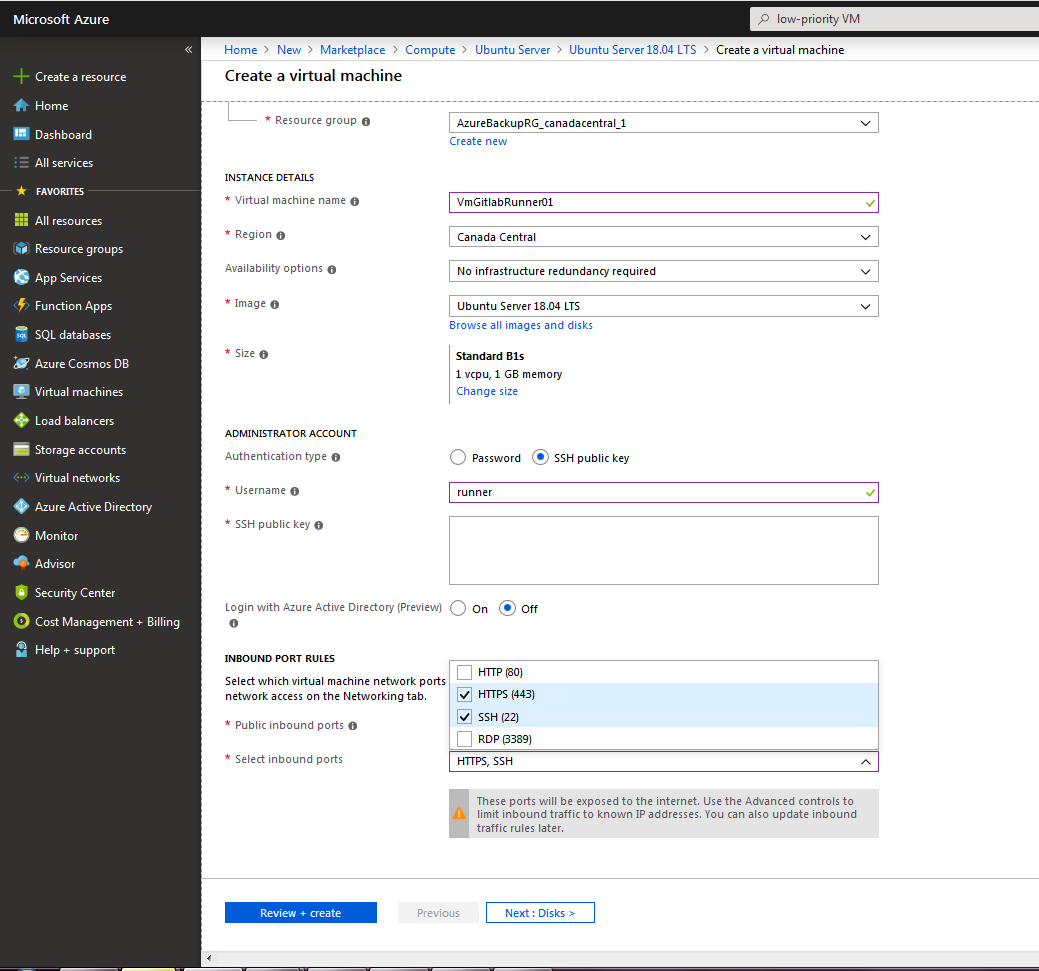 Microsoft Azure
low-priority VM
«
Create a resource
Home
Dashboard
All services
FAVORITES
All resources
Resource groups
App Services
Function Apps
SQL databases
Azure Cosmos DB
Virtual machines
Load balancers
Storage accounts
Virtual networks
Azure Active Directory
Monitor
Advisor
Security Center
Cost Management + Billing
Help + support
Home > New > Marketplace > Compute > Ubuntu Server > Ubuntu Server 18.04 LTS > Create a virtual machine
Create a virtual machine
* Resource group
AzureBackupRG_canadacentral_1
Create new
INSTANCE DETAILS
* Virtual machine name
VmGitlabRunner01
* Region
Canada Central
Availability options
No infrastructure redundancy required
* Image
Ubuntu Server 18.04 LTS
Browse all images and disks
* Size
Standard B1s
1 vcpu, 1 GB memory
Change size
ADMINISTRATOR ACCOUNT
Authentication type
Password SSH public key
* Username
runner
* SSH public key
Login with Azure Active Directory (Preview)
On Off
INBOUND PORT RULES
Select which virtual machine network ports
network access on the Networking tab.
* Public inbound ports
HTTP (80)
HTTPS (443)
SSH (22)
RDP (3389)
* Select inbound ports
HTTPS, SSH
These ports will be exposed to the internet. Use the Advanced controls to
limit inbound traffic to known IP addresses. You can also update inbound
traffic rules later.
Review + create
Previous
Next : Disks >